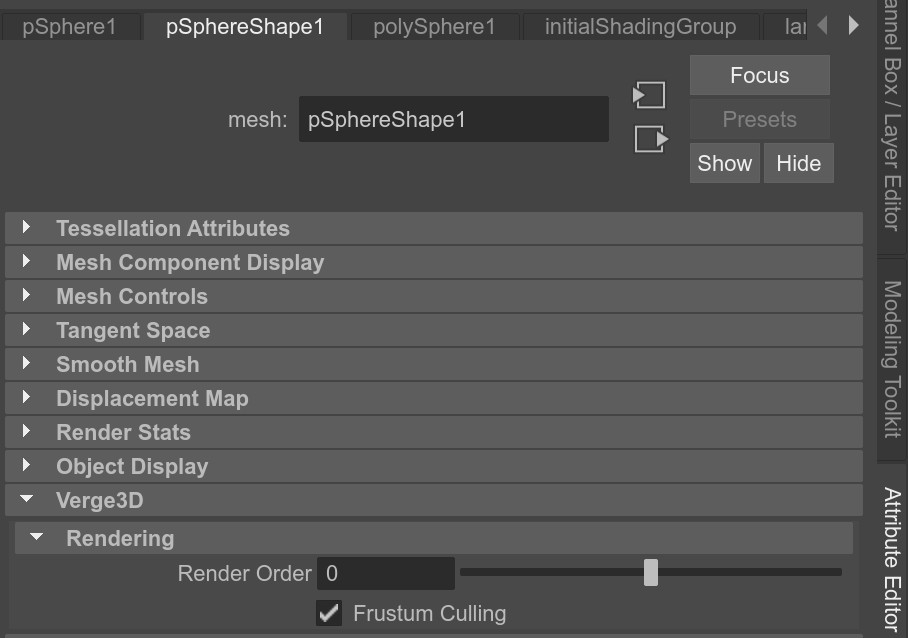 pSphere1 pSphereShape1 polySphere1 initialShadingGroup
Focus
mesh: pSphereShape1 Presets
Show Hide
Tessellation Attributes
Mesh Component Display
Mesh Controls
Tangent Space
Smooth Mesh
Displacement Map
Render Stats
Object Display
Verge3D
Rendering
Render Order 0
Frustum Culling
Box / Layer Editor
Modeling Toolkit
Attribute Editor